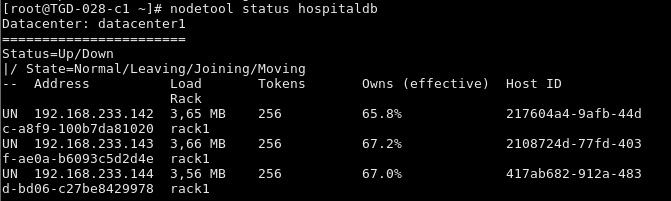 [root@TGD-028-c1 ~]# nodetool status hospitaldb
Datacenter: datacenter1
=======================
Status=Up/Down
|/ State=Normal/Leaving/Joining/Moving
--  Address         Load       Tokens       Owns (effective)  Host ID
                    Rack
UN  192.168.233.142  3,65 MB    256          65.8%             217604a4-9afb-44d
c-a8f9-100b7da81020  rack1
UN  192.168.233.143  3,66 MB    256          67.2%             2108724d-77fd-403
f-ae0a-b6093c5d2d4e  rack1
UN  192.168.233.144  3,56 MB    256          67.0%             417ab682-912a-483
d-bd06-c27be8429978  rack1